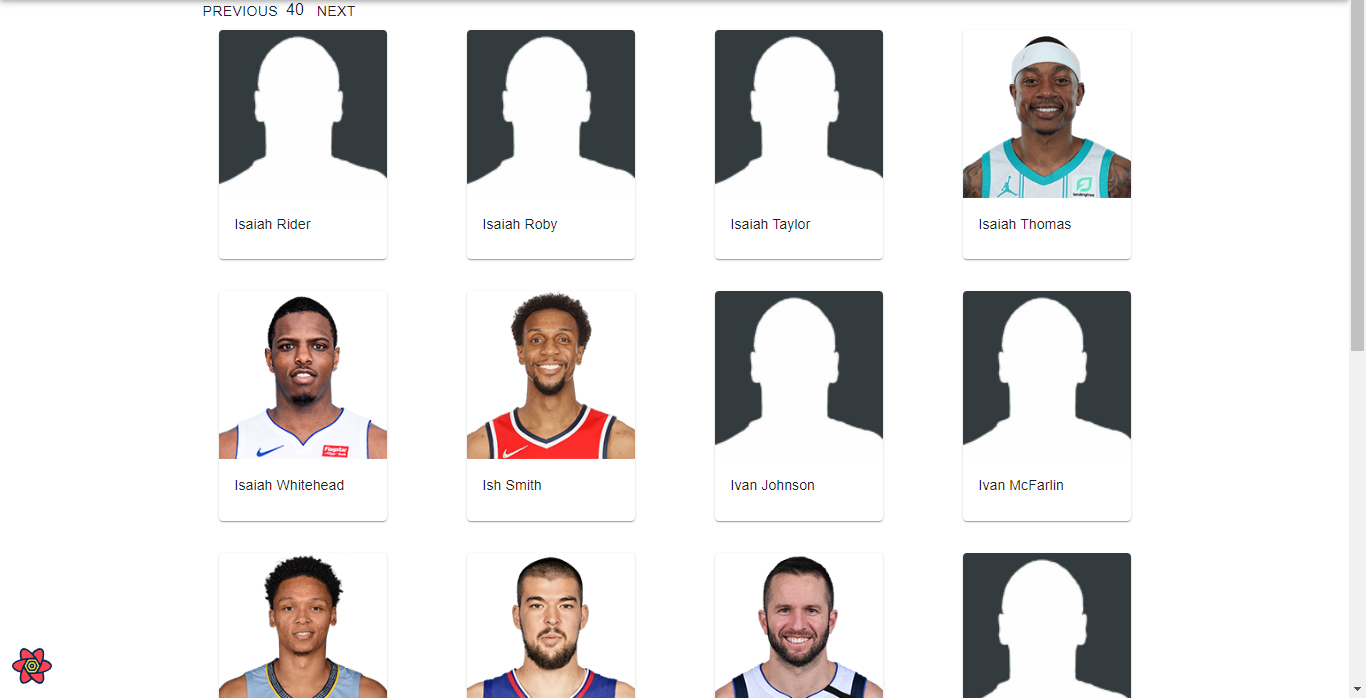 PREVIOUS 40 NEXT
Isaiah Rider
Isaiah Roby
Isaiah Taylor
Isaiah Thomas
Isaiah Whitehead
Ish Smith
Ivan Johnson
Ivan McFarlin
Flagstar